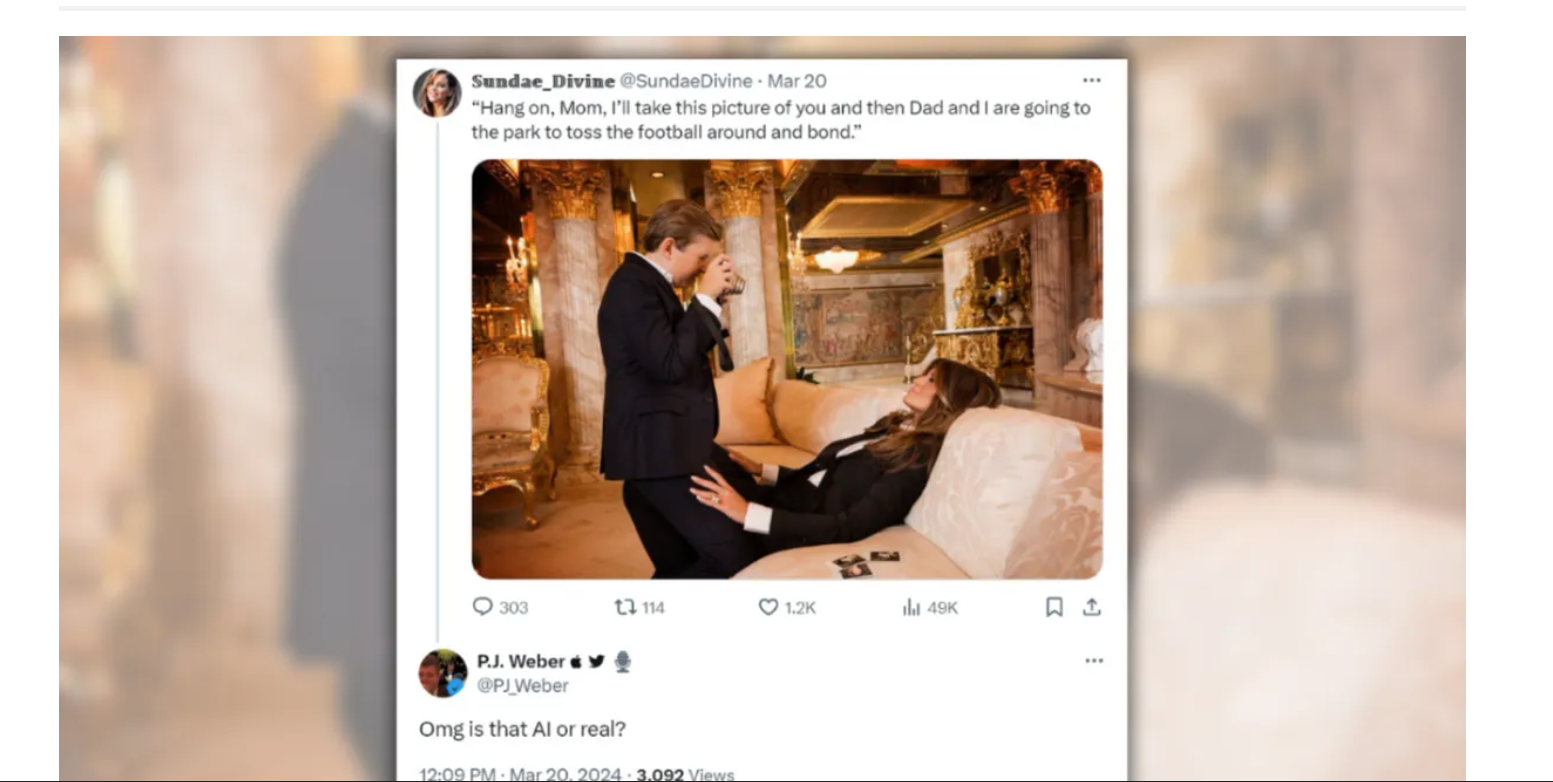 Sundae_Divine @SundaeDivine · Mar 20
“Hang on, Mom, I’ll take this picture of you and then Dad and I are going to
the park to toss the football around and bond.”
303 114 1.2K 49K
P.J. Weber
@PJ_Weber
Omg is that AI or real?
12:09 PM · Mar 20, 2024 · 3,092 Views